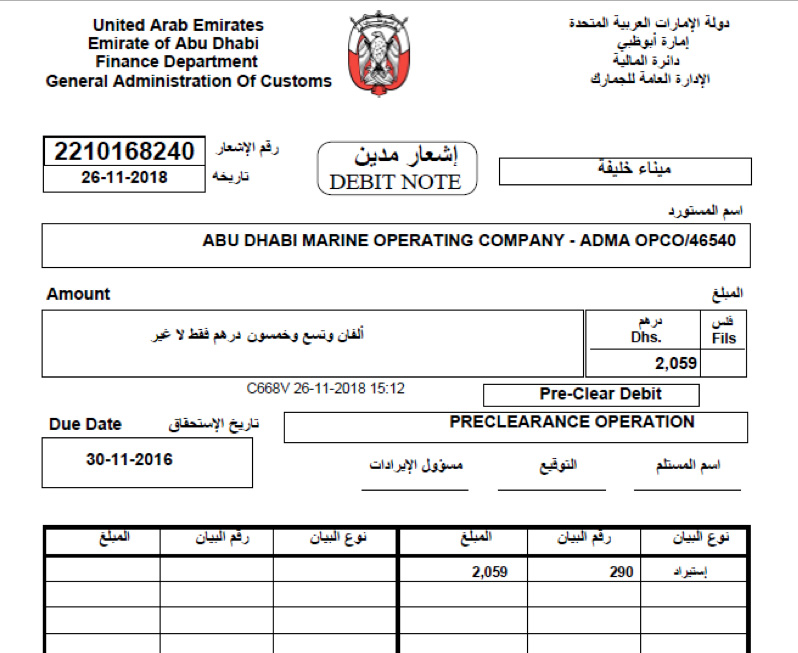 United Arab Emirates
Emirate of Abu Dhabi
Finance Department
General Administration Of Customs
دولة الإمارات العربية المتحدة
إمارة أبوظبي
دائرة المالية
الإدارة العامة للجمارك
2210168240 رقم الإشعار
26-11-2018 تاريخه
إشعار مدين
DEBIT NOTE
ميناء خليفة
اسم المستورد
ABU DHABI MARINE OPERATING COMPANY - ADMA OPCO/46540
Amount المبلغ
ألفان وتسع وخمسون درهم فقط لا غير
درهم فلس
Dhs. Fils
2,059
C668V 26-11-2018 15:12
Pre-Clear Debit
Due Date تاريخ الإستحقاق
PRECLEARANCE OPERATION
30-11-2016
اسم المستلم التوقيع مسؤول الإيرادات
نوع البيان رقم البيان المبلغ نوع البيان رقم البيان المبلغ
إستيراد 290 2,059